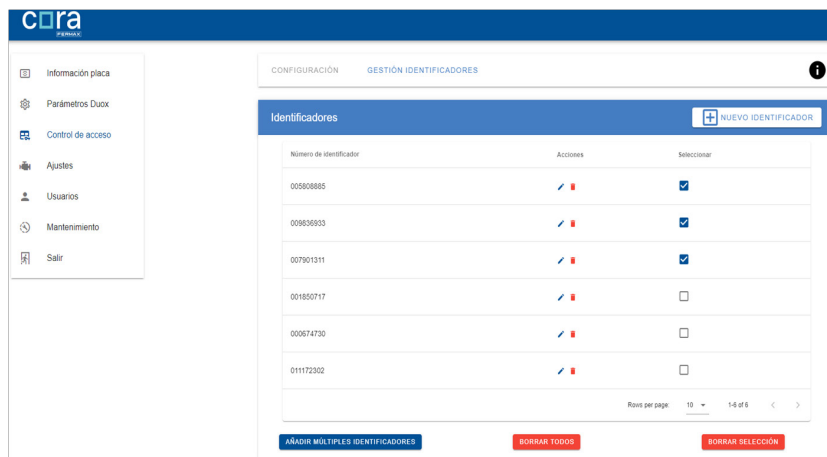 cora
FERMAX
Información placa
Parámetros Duox
Control de acceso
Ajustes
Usuarios
Mantenimiento
Salir
CONFIGURACIÓN GESTIÓN IDENTIFICADORES
Identificadores NUEVO IDENTIFICADOR
Número de identificador Acciones Seleccionar
005808885
009836933
007901311
001850717
000674730
011172302
Rows per page: 10 1-6 of 6
AÑADIR MÚLTIPLES IDENTIFICADORES BORRAR TODOS BORRAR SELECCIÓN